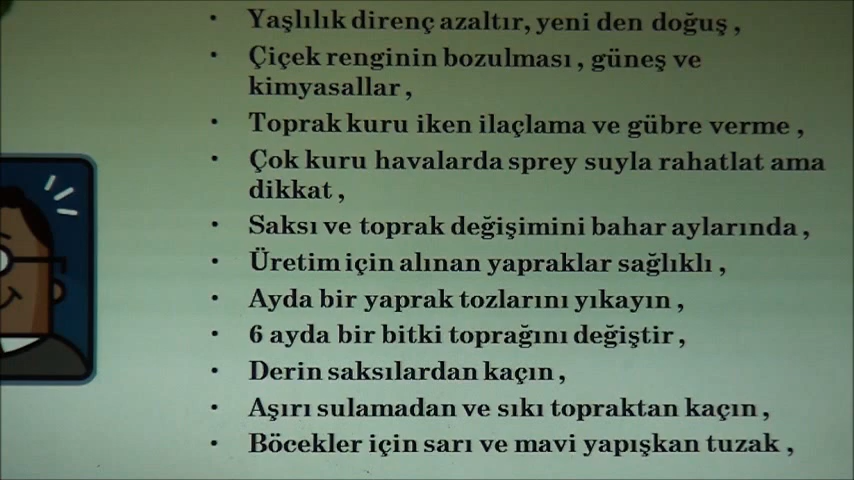 • Yaşlılık direnç azaltır, yeni den doğuş ,
• Çiçek renginin bozulması , güneş ve
kimyasallar ,
• Toprak kuru iken ilaçlama ve gübre verme ,
• Çok kuru havalarda sprey suyla rahatlat ama
dikkat ,
• Saksı ve toprak değişimini bahar aylarında ,
• Üretim için alınan yapraklar sağlıklı ,
• Ayda bir yaprak tozlarını yıkayın ,
• 6 ayda bir bitki toprağını değiştir ,
• Derin saksılardan kaçın ,
• Aşırı sulamadan ve sıkı topraktan kaçın ,
• Böcekler için sarı ve mavi yapışkan tuzak ,